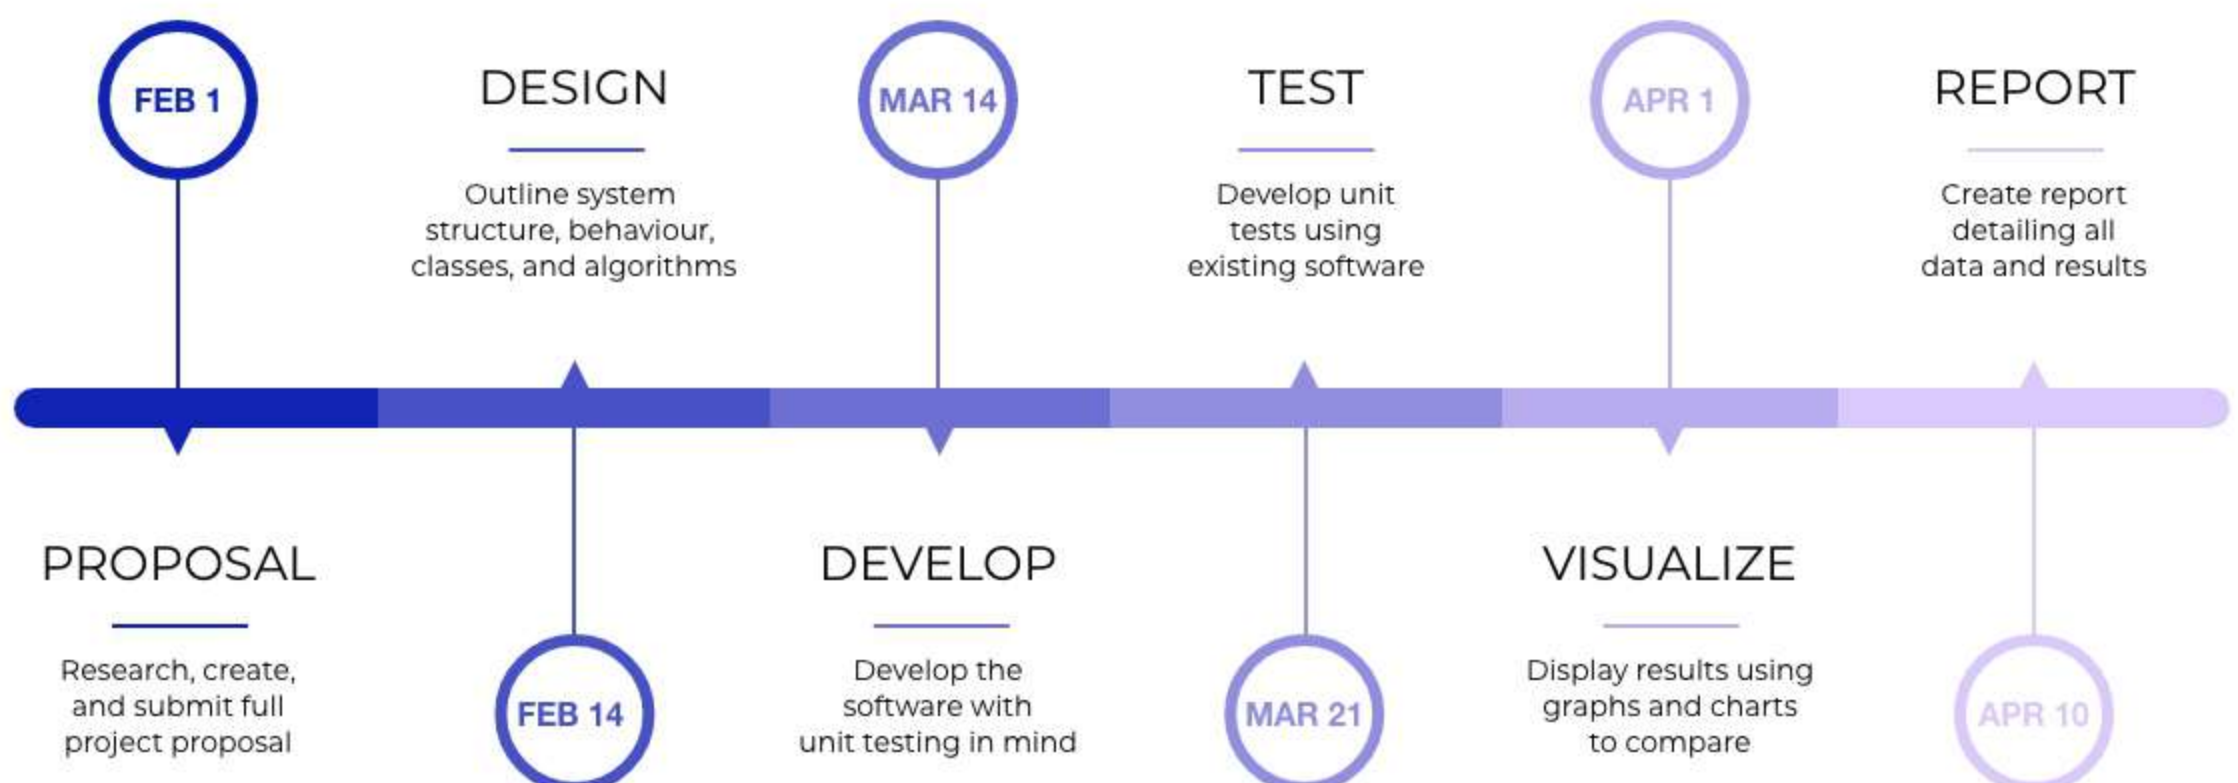 FEB 1
PROPOSAL
Research, create,
and submit full
project proposal
DESIGN
Outline system
structure, behaviour,
classes, and algorithms
FEB 14
MAR 14
DEVELOP
Develop the
software with
unit testing in mind
TEST
Develop unit
tests using
existing software
MAR 21
APR 1
VISUALIZE
Display results using
graphs and charts
to compare
REPORT
Create report
detailing all
data and results
APR 10